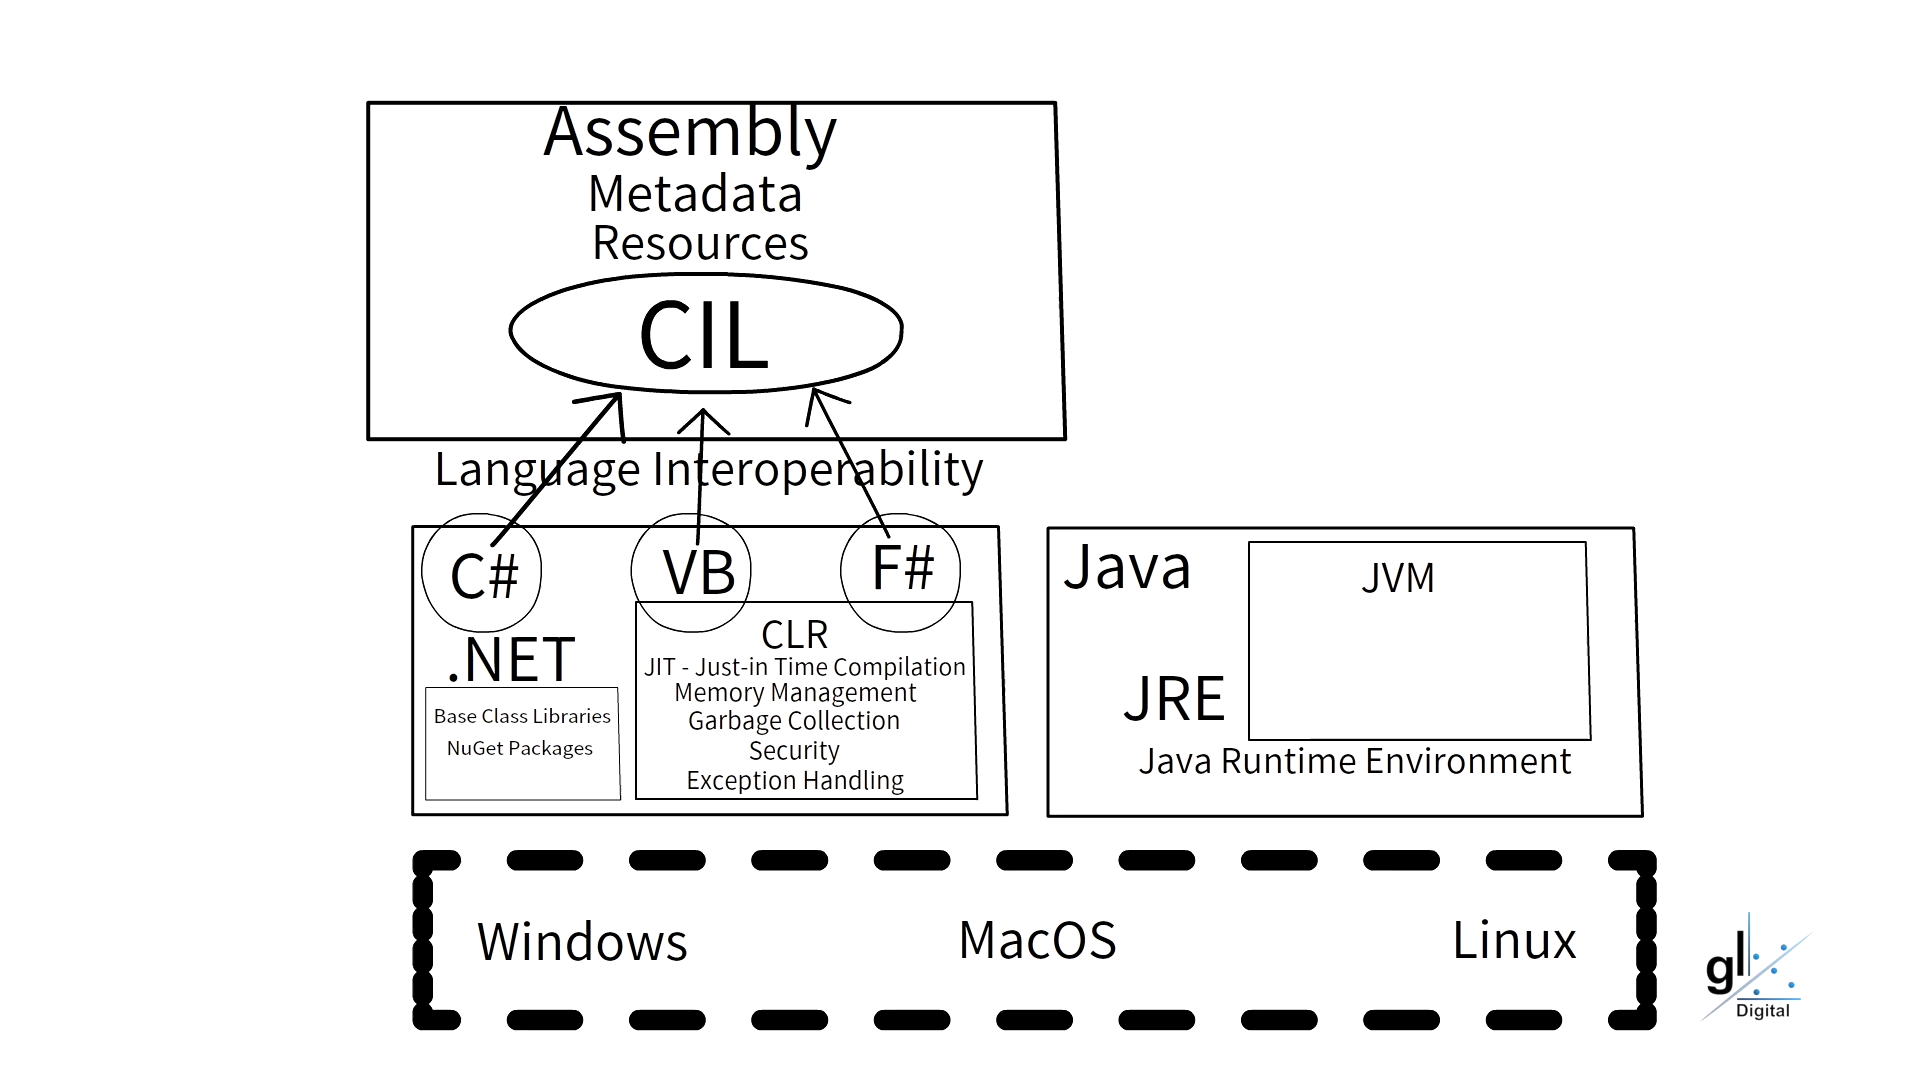 Assembly
Metadata
Resources
CIL
Language Interoperability
C#
VB
F#
.NET
Base Class Libraries
NuGet Packages
CLR
JIT - Just-in Time Compilation
Memory Management
Garbage Collection
Security
Exception Handling
Java
JVM
JRE
Java Runtime Environment
Windows
MacOS
Linux
gl
Digital